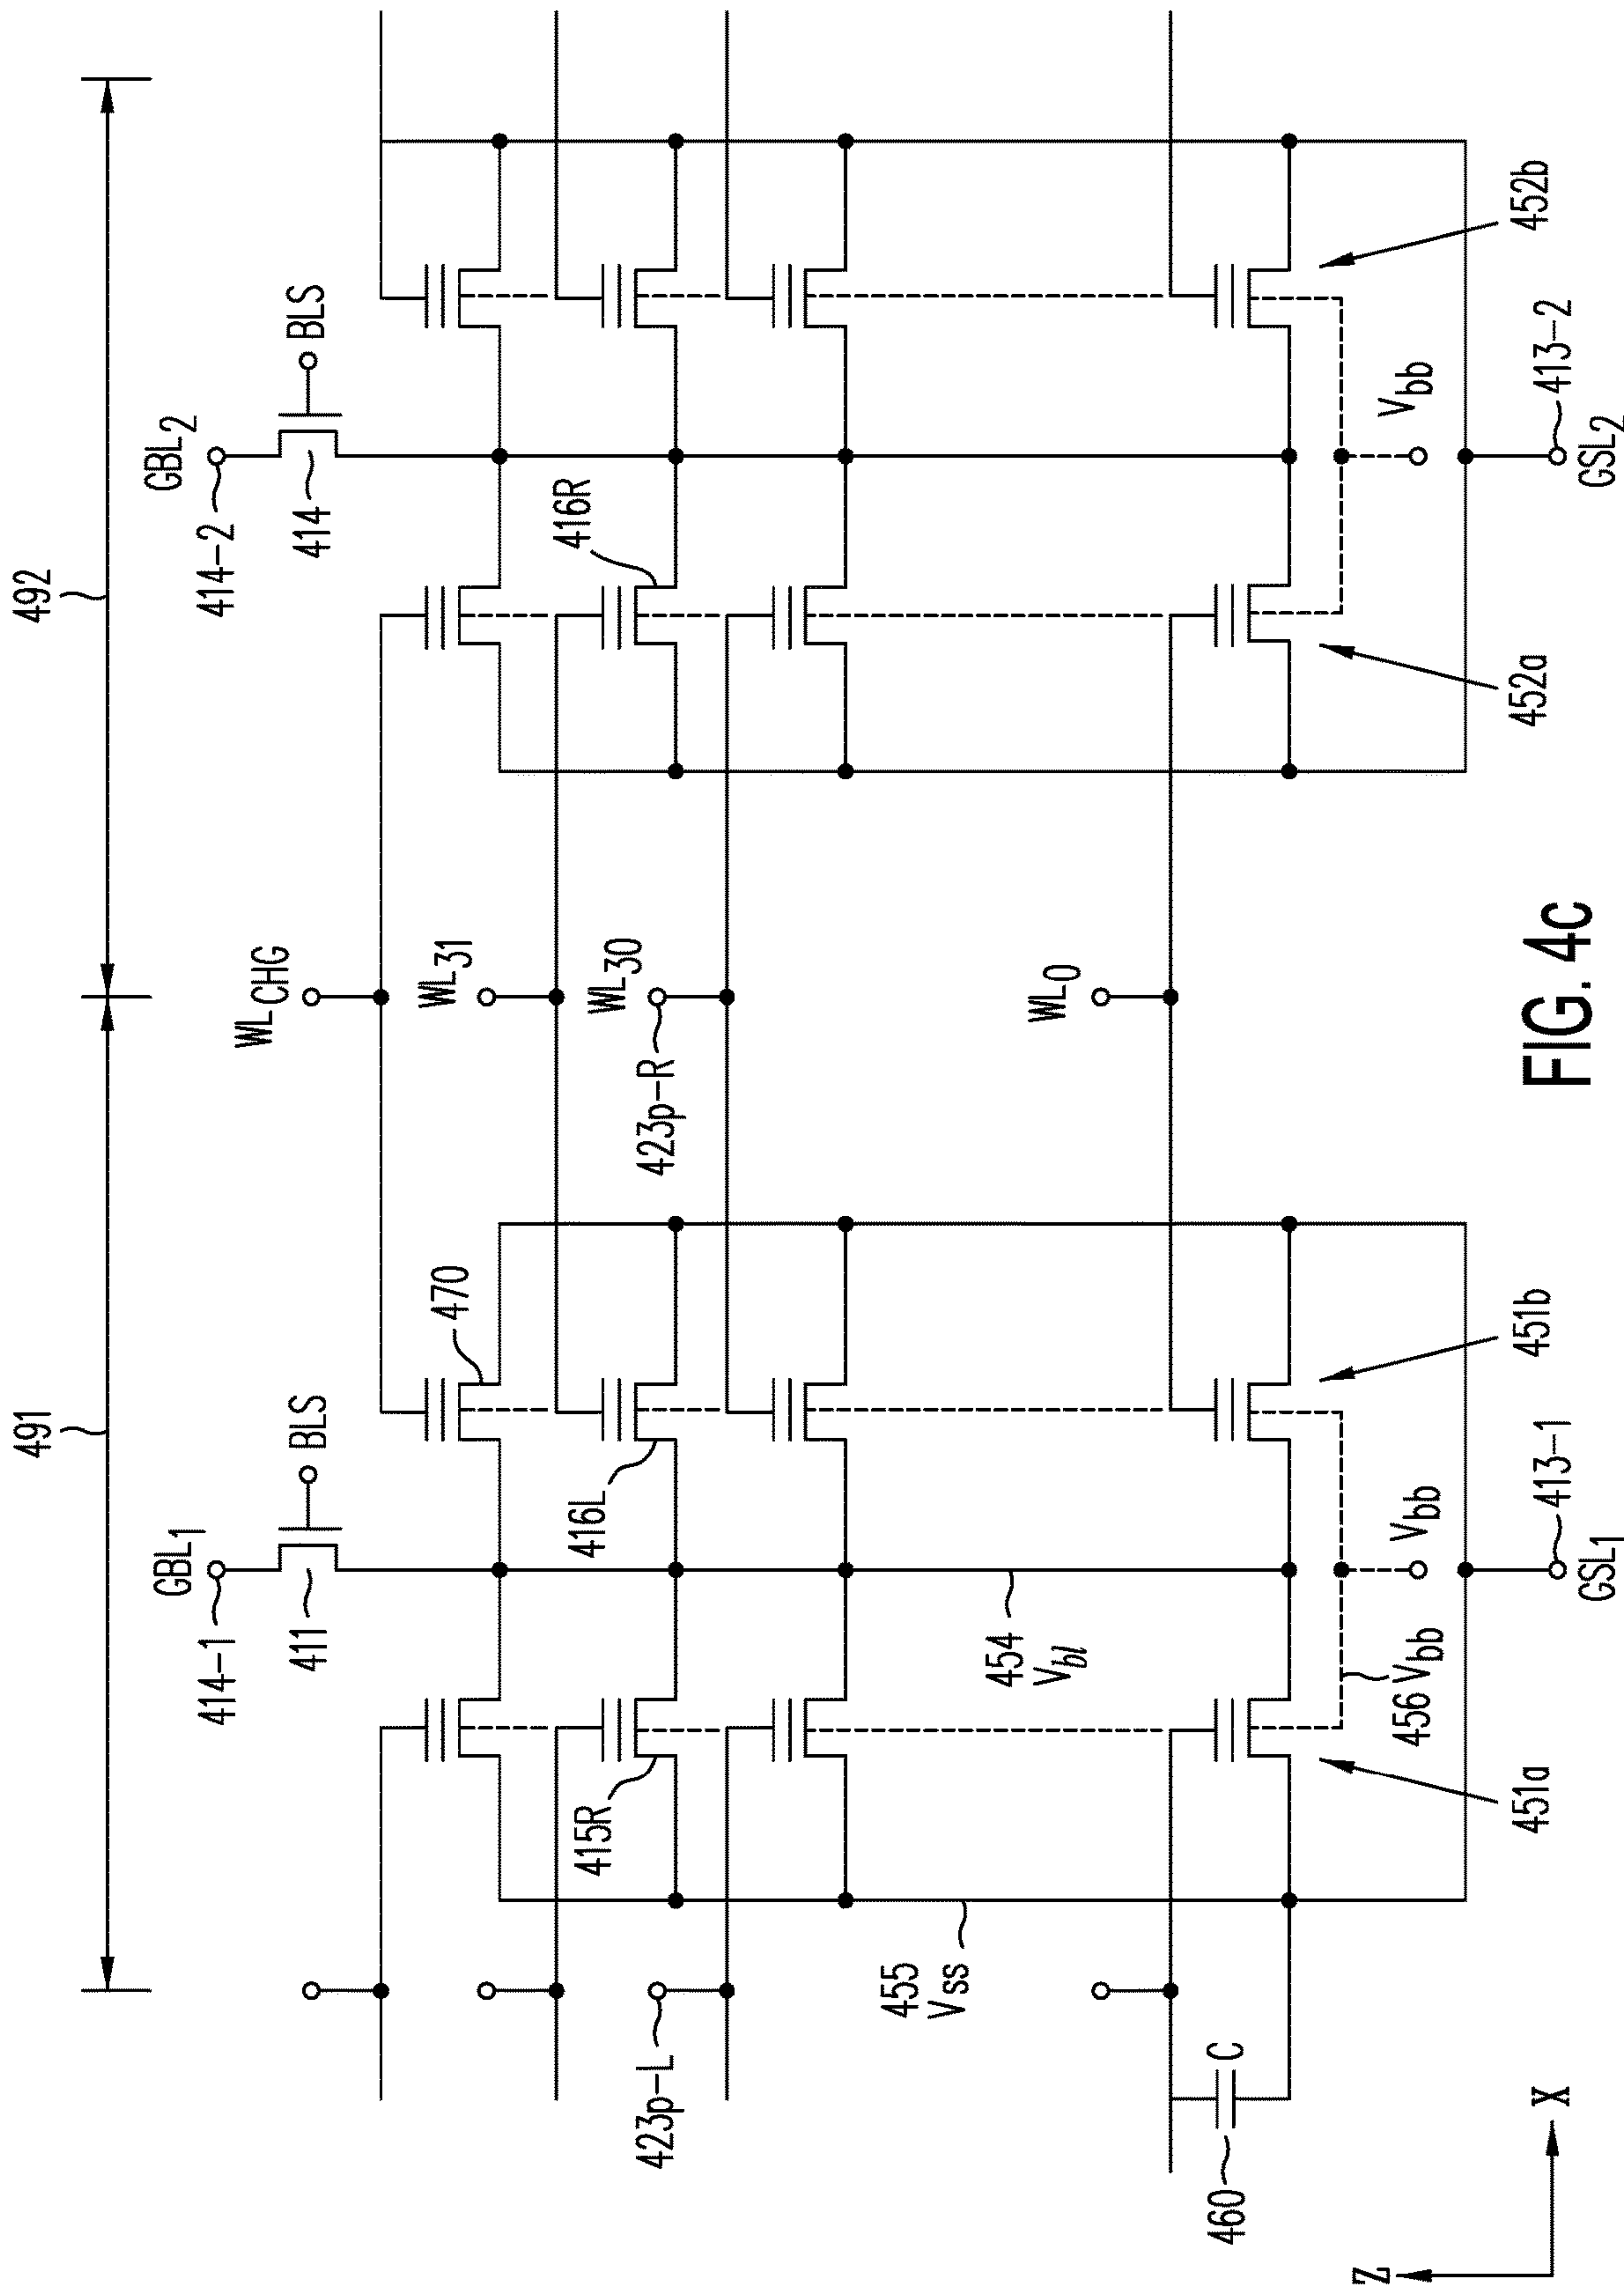 491
492
GBL1
414-1
411
BLS
GBL2
414-2
414
BLS
WLCHG
WL31
WL30
423p-R
WL0
423p-L
470
415R
416L
416R
454
Vbl
455
Vss
456 Vbb
Vbb
Vbb
460
C
451a
451b
452a
452b
413-1
GSL1
413-2
GSL2
Z
X
FIG. 4c